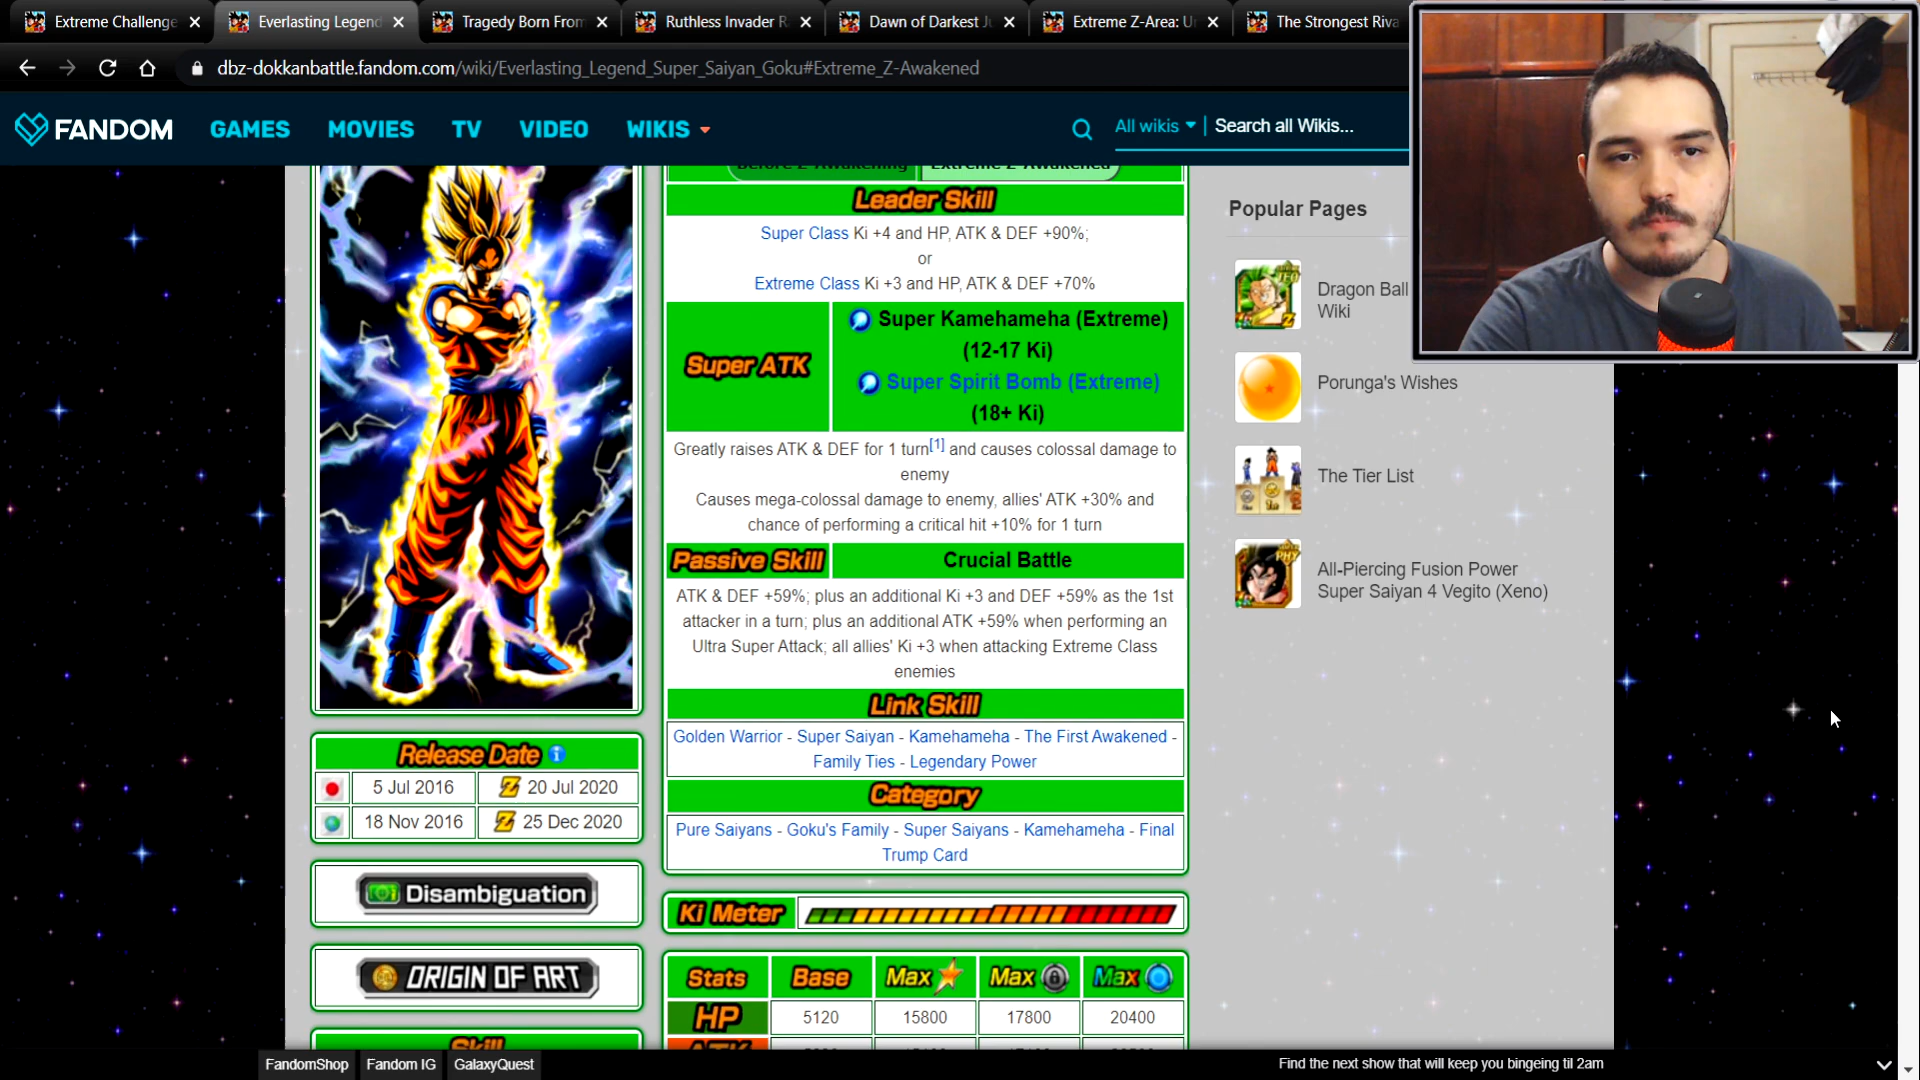 Extreme Challenge
Everlasting Legend
Tragedy Born From
Ruthless Invader R
Dawn of Darkest J
Extreme Z-Area: U
The Strongest Riva
dbz-dokkanbattle.fandom.com/wiki/Everlasting_Legend_Super_Saiyan_Goku#Extreme_Z-Awakened
FANDOM
GAMES
MOVIES
TV
VIDEO
WIKIS
All wikis
Search all Wikis...
Before Z-Awakening
Extreme Z-Awakened
Leader Skill
Super Class Ki +4 and HP, ATK & DEF +90%;
or
Extreme Class Ki +3 and HP, ATK & DEF +70%
Super ATK
Super Kamehameha (Extreme)
(12-17 Ki)
Super Spirit Bomb (Extreme)
(18+ Ki)
Greatly raises ATK & DEF for 1 turn[1] and causes colossal damage to
enemy
Causes mega-colossal damage to enemy, allies' ATK +30% and
chance of performing a critical hit +10% for 1 turn
Passive Skill
Crucial Battle
ATK & DEF +59%; plus an additional Ki +3 and DEF +59% as the 1st
attacker in a turn; plus an additional ATK +59% when performing an
Ultra Super Attack; all allies' Ki +3 when attacking Extreme Class
enemies
Link Skill
Golden Warrior - Super Saiyan - Kamehameha - The First Awakened -
Family Ties - Legendary Power
Category
Pure Saiyans - Goku's Family - Super Saiyans - Kamehameha - Final
Trump Card
Ki Meter
Stats
Base
Max
Max
Max
HP
5120
15800
17800
20400
ATK
Release Date
5 Jul 2016
20 Jul 2020
18 Nov 2016
25 Dec 2020
Disambiguation
ORIGIN OF ART
Skill
Popular Pages
Dragon Ball
Wiki
Porunga's Wishes
The Tier List
All-Piercing Fusion Power
Super Saiyan 4 Vegito (Xeno)
FandomShop
Fandom IG
GalaxyQuest
Find the next show that will keep you bingeing til 2am